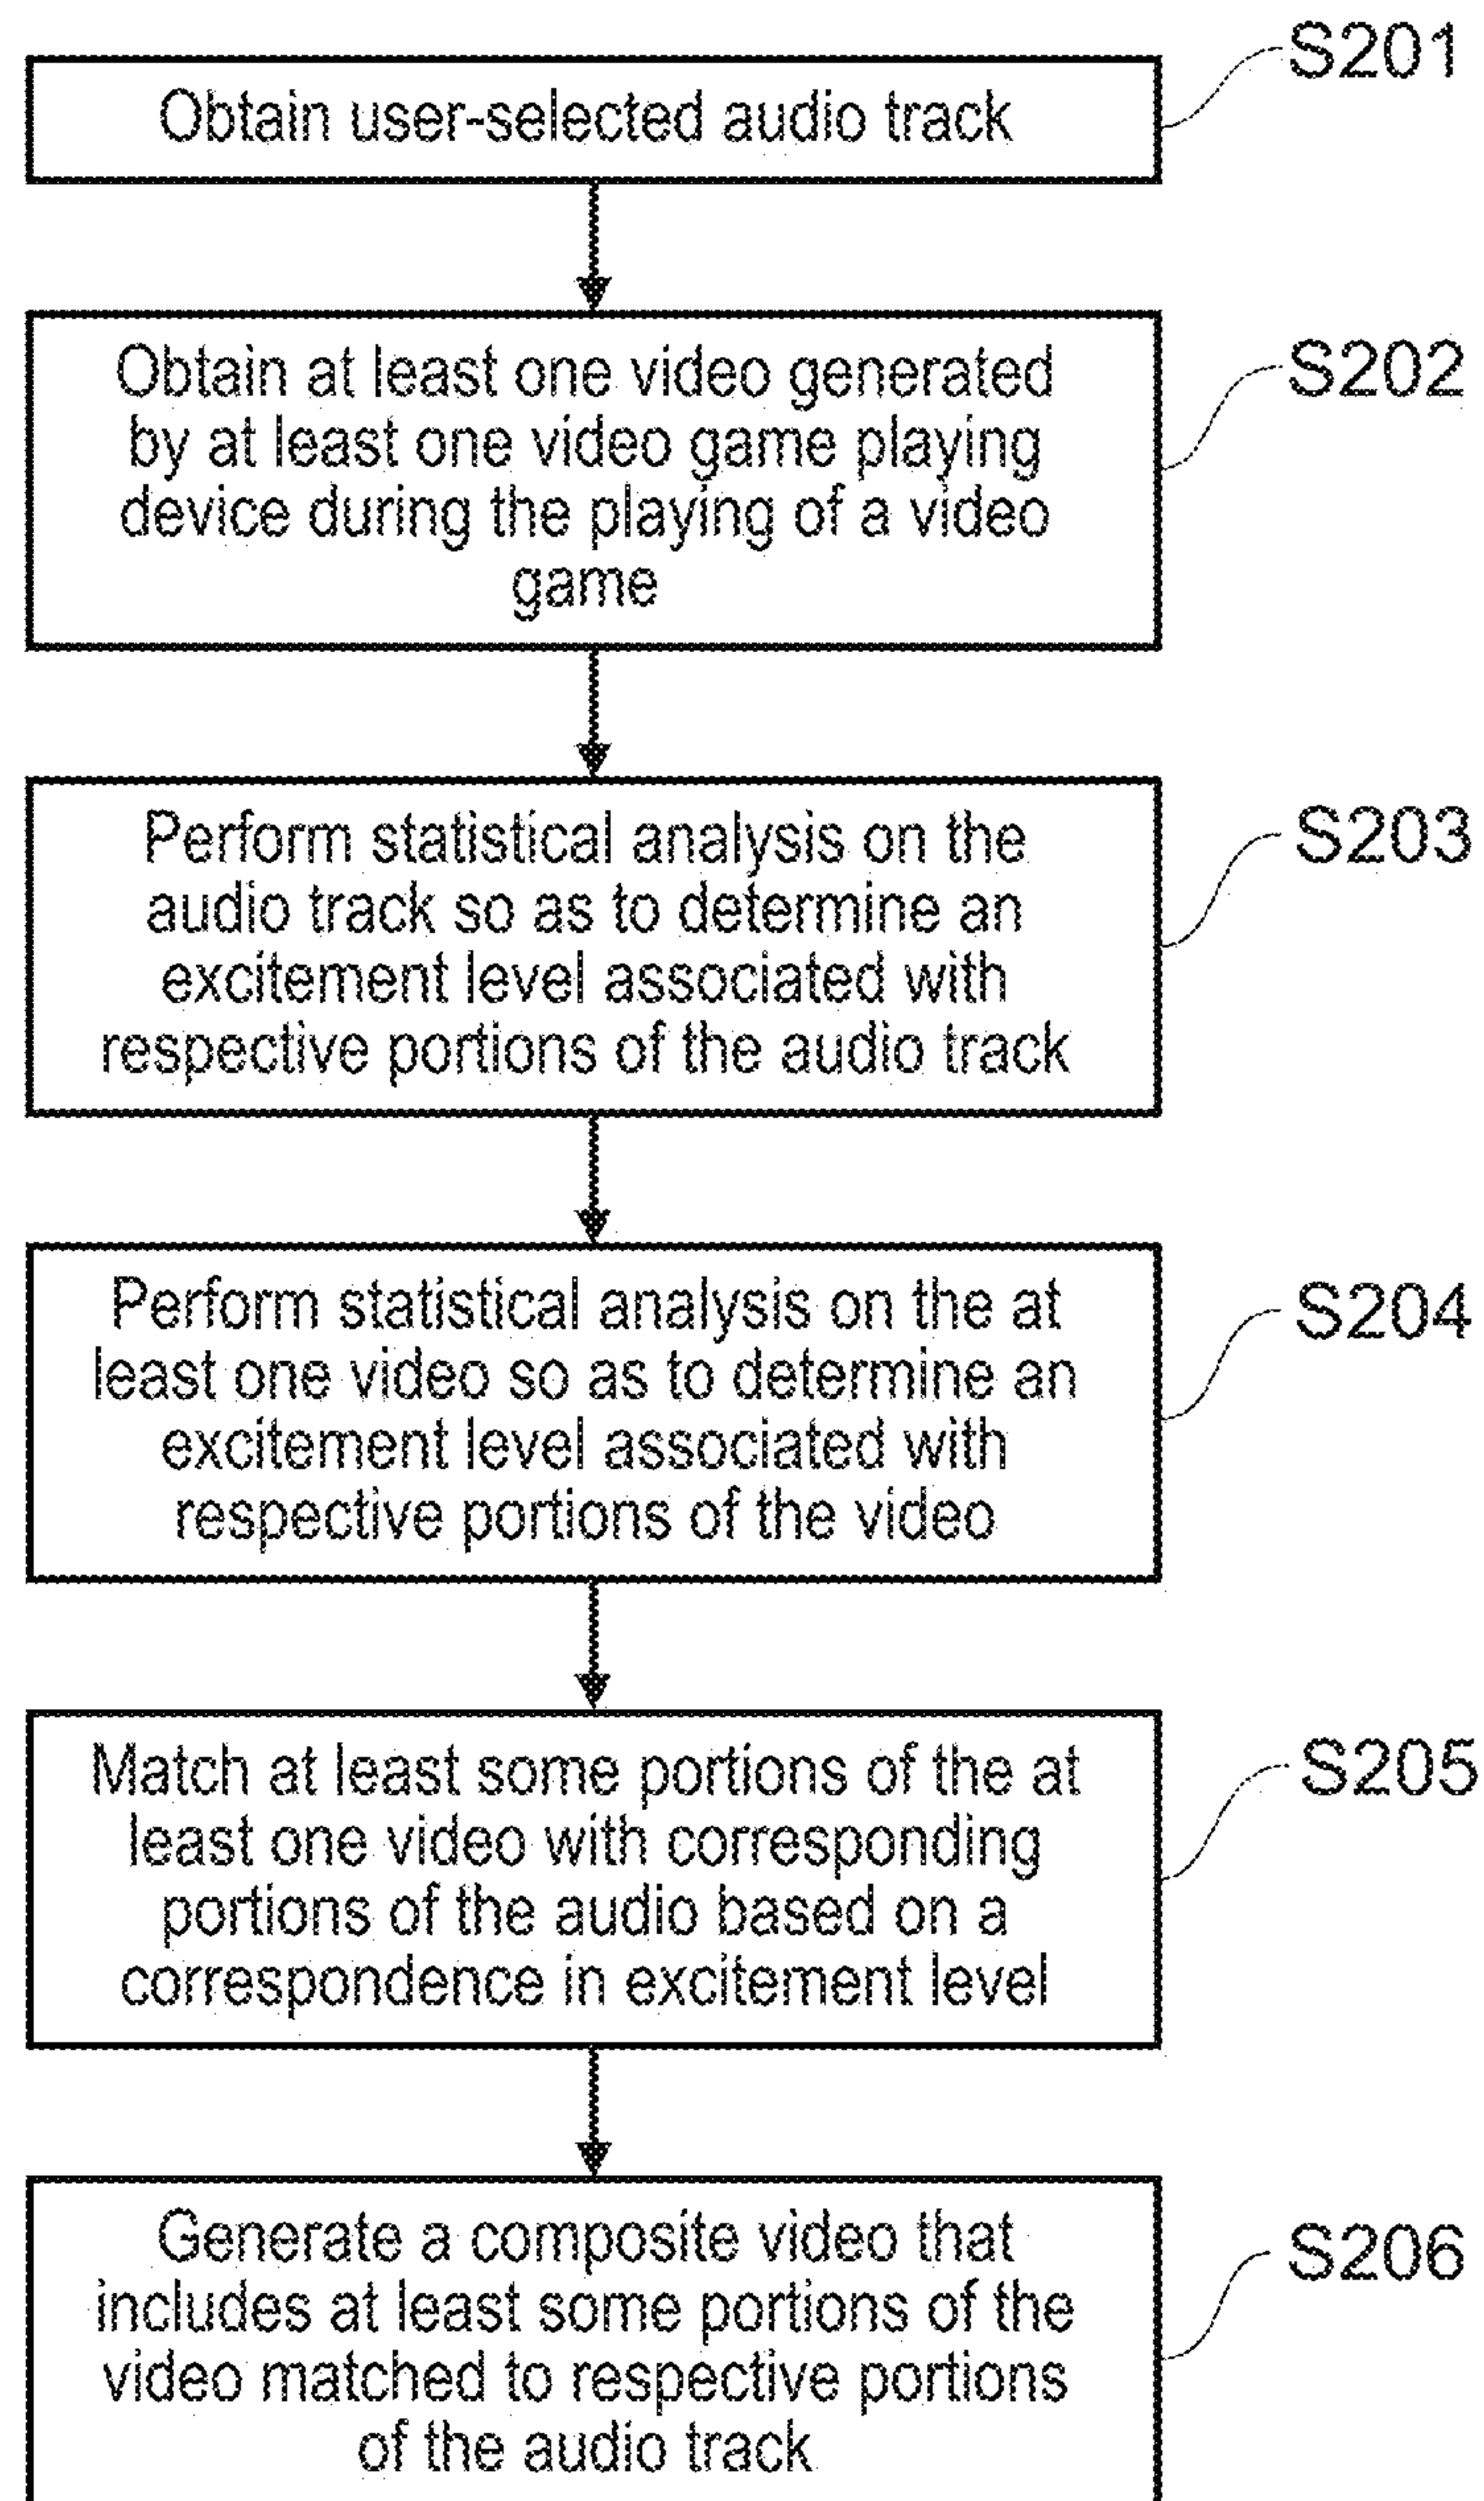 S201
Obtain user-selected audio track
S202
Obtain at least one video generated
by at least one video game playing
device during the playing of a video
game
S203
Perform statistical analysis on the
audio track so as to determine an
excitement level associated with
respective portions of the audio track
S204
Perform statistical analysis on the at
least one video so as to determine an
excitement level associated with
respective portions of the video
S205
Match at least some portions of the at
least one video with corresponding
portions of the audio based on a
correspondence in excitement level
S206
Generate a composite video that
includes at least some portions of the
video matched to respective portions
of the audio track